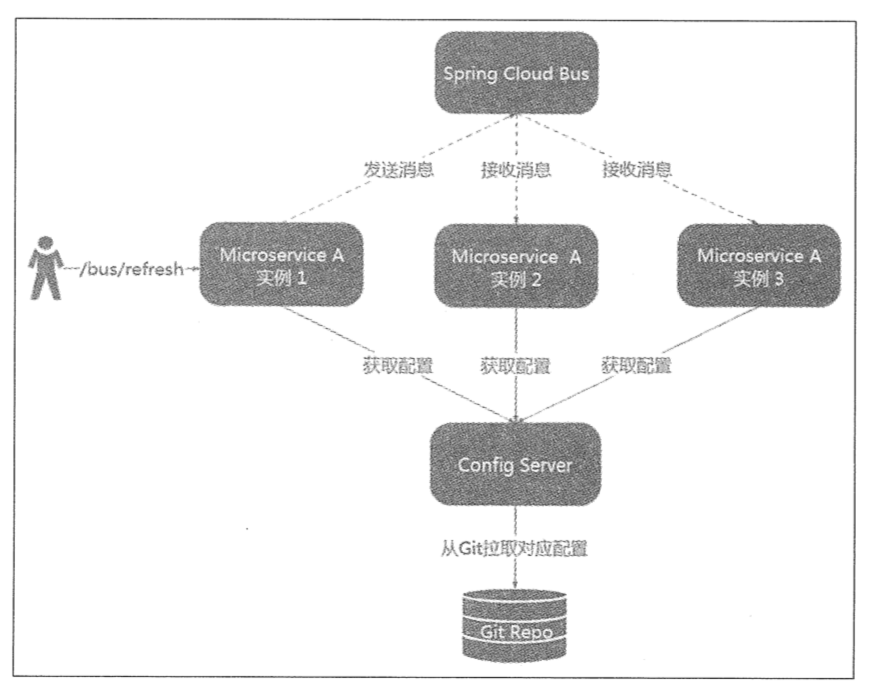 Spring Cloud Bus
发送消息
接收消息
接收消息
/bus/refresh
Microservice A
实例 1
Microservice A
实例 2
Microservice A
实例 3
获取配置
获取配置
获取配置
Config Server
从Git拉取对应配置
Git Repo